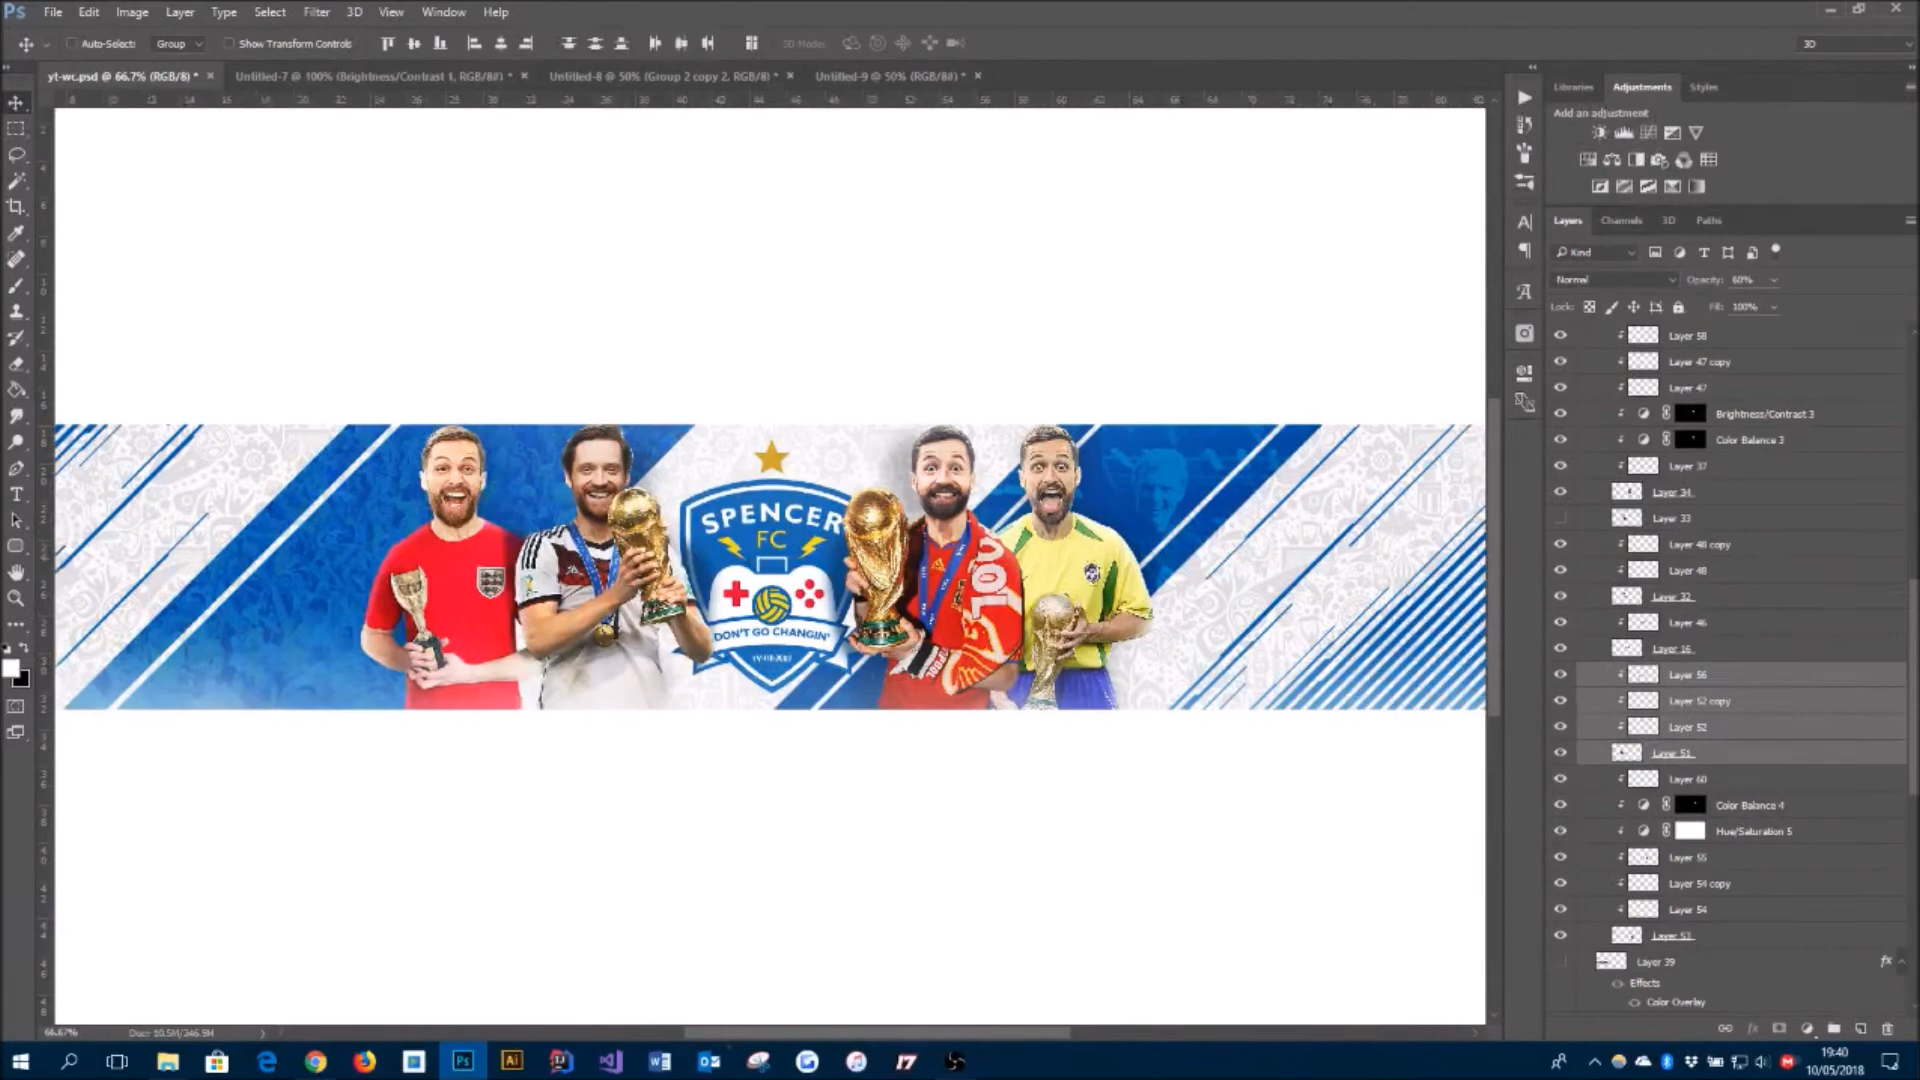 Ps File Edit Image Layer Type Select Filter 3D View Window Help
Auto-Select: Group Show Transform Controls 3D Mode: 3D
yt-wc.psd @ 66.7% (RGB/8) * × Untitled-7 @ 100% (Brightness/Contrast 1, RGB/8#) * × Untitled-8 @ 50% (Group 2 copy 2, RGB/8) * × Untitled-9 @ 50% (RGB/8#) * ×
Libraries Adjustments Styles
Add an adjustment
Layers Channels 3D Paths
Kind
Normal Opacity: 60%
Lock: Fill: 100%
Layer 58
Layer 47 copy
Layer 47
Brightness/Contrast 3
Color Balance 3
Layer 37
Layer 34
Layer 33
Layer 48 copy
Layer 48
Layer 32
Layer 46
Layer 16
Layer 56
Layer 52 copy
Layer 52
Layer 51
Layer 60
Color Balance 4
Hue/Saturation 5
Layer 55
Layer 54 copy
Layer 54
Layer 53
Layer 39 fx
Effects
Color Overlay
SPENCER
FC
DON'T GO CHANGIN'
66.67% Doc: 10.5M/246.9M
19:40
10/05/2018